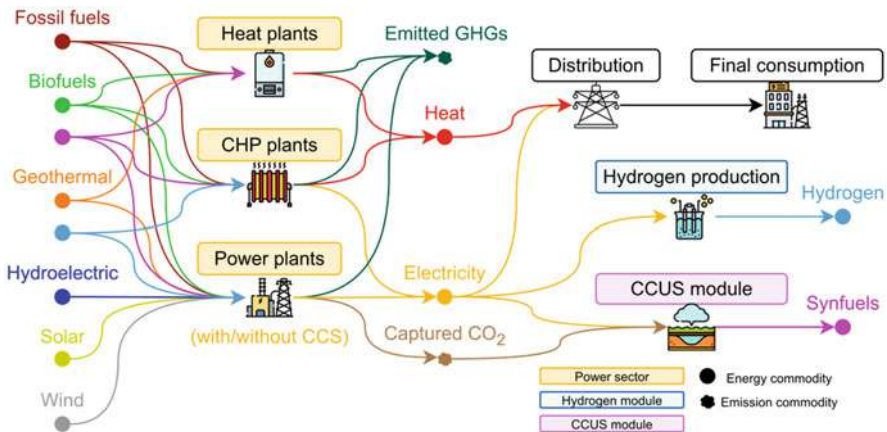 Fossil fuels
Heat plants
Emitted GHGs
Distribution
Final consumption
Biofuels
Heat
CHP plants
Geothermal
Hydrogen production
Hydrogen
Power plants
Hydroelectric
Electricity
CCUS module
Synfuels
Solar
(with/without CCS)
Captured CO2
Wind
Power sector
Energy commodity
Hydrogen module
Emission commodity
CCUS module